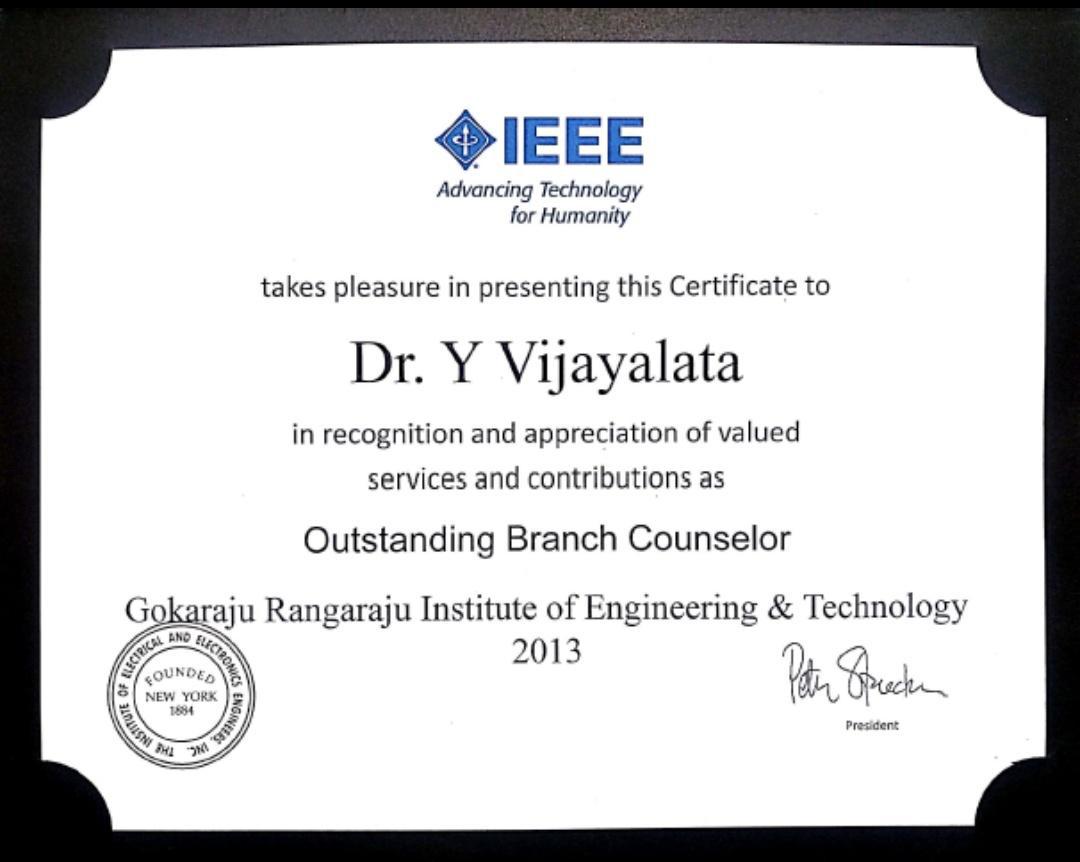 IEEE
Advancing Technology
for Humanity
takes pleasure in presenting this Certificate to
Dr. Y Vijayalata
in recognition and appreciation of valued
services and contributions as
Outstanding Branch Counselor
Gokaraju Rangaraju Institute of Engineering & Technology
2013
THE INSTITUTE OF ELECTRICAL AND ELECTRONICS ENGINEERS, INC.
FOUNDED
NEW YORK
1884
President